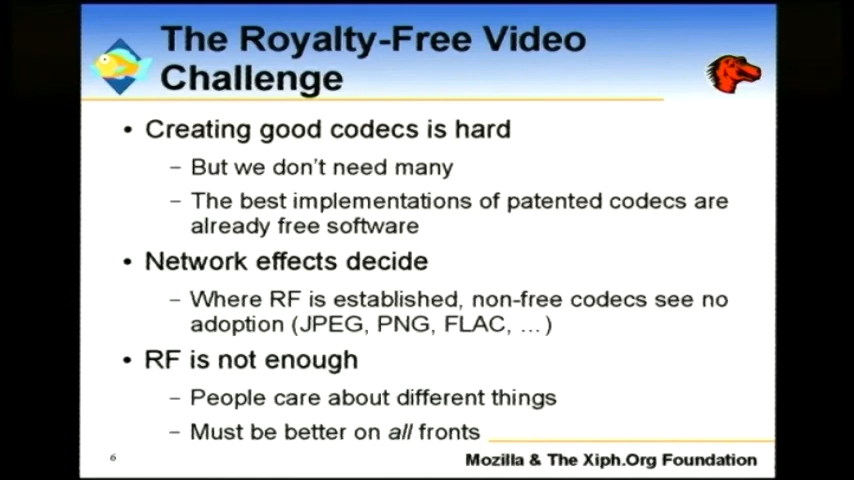 The Royalty-Free Video
Challenge
• Creating good codecs is hard
– But we don't need many
– The best implementations of patented codecs are
already free software
• Network effects decide
– Where RF is established, non-free codecs see no
adoption (JPEG, PNG, FLAC, …)
• RF is not enough
– People care about different things
– Must be better on all fronts
6
Mozilla & The Xiph.Org Foundation